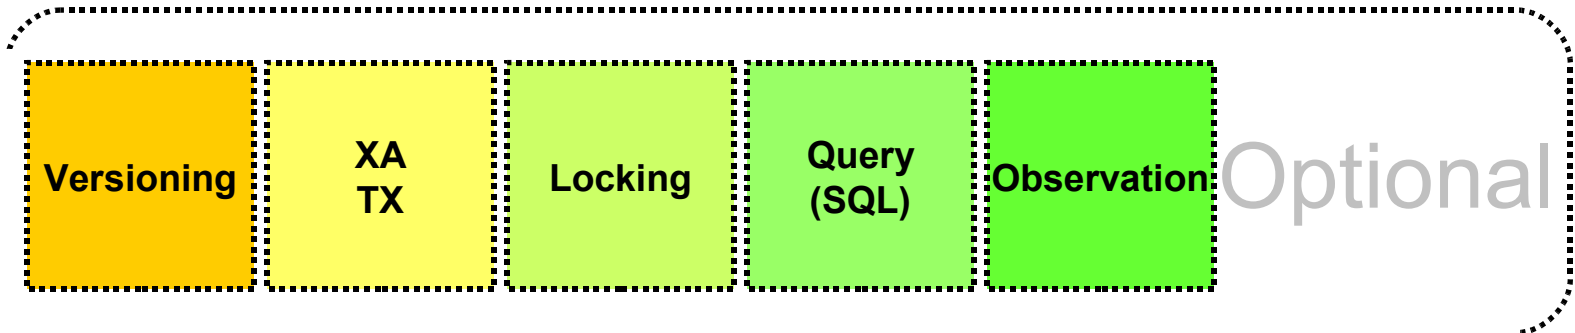 Versioning
XA
TX
Locking
Query
(SQL)
Observation
Optional